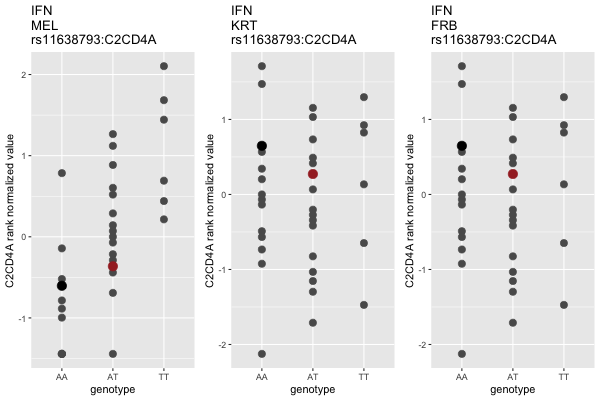 IFN
MEL
rs11638793:C2CD4A
C2CD4A rank normalized value
2
1
0
-1
AA
AT
TT
genotype
IFN
KRT
rs11638793:C2CD4A
C2CD4A rank normalized value
1
0
-1
-2
AA
AT
TT
genotype
IFN
FRB
rs11638793:C2CD4A
C2CD4A rank normalized value
1
0
-1
-2
AA
AT
TT
genotype